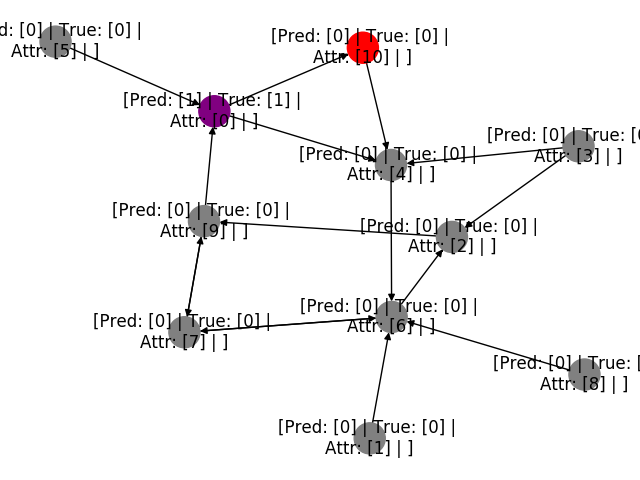 d: [0] | True: [0] |
Attr: [5] | ]
[Pred: [0] | True: [0] |
Attr: [10] | ]
[Pred: [1] | True: [1] |
Attr: [0] | ]
[Pred: [0] | True: [0] |
Attr: [4] | ]
[Pred: [0] | True: [0
Attr: [3] | ]
[Pred: [0] | True: [0] |
Attr: [9] | ]
[Pred: [0] | True: [0] |
Attr: [2] | ]
[Pred: [0] | True: [0] |
Attr: [7] | ]
[Pred: [0] | True: [0] |
Attr: [6] | ]
[Pred: [0] | True: [
Attr: [8] | ]
[Pred: [0] | True: [0] |
Attr: [1] | ]